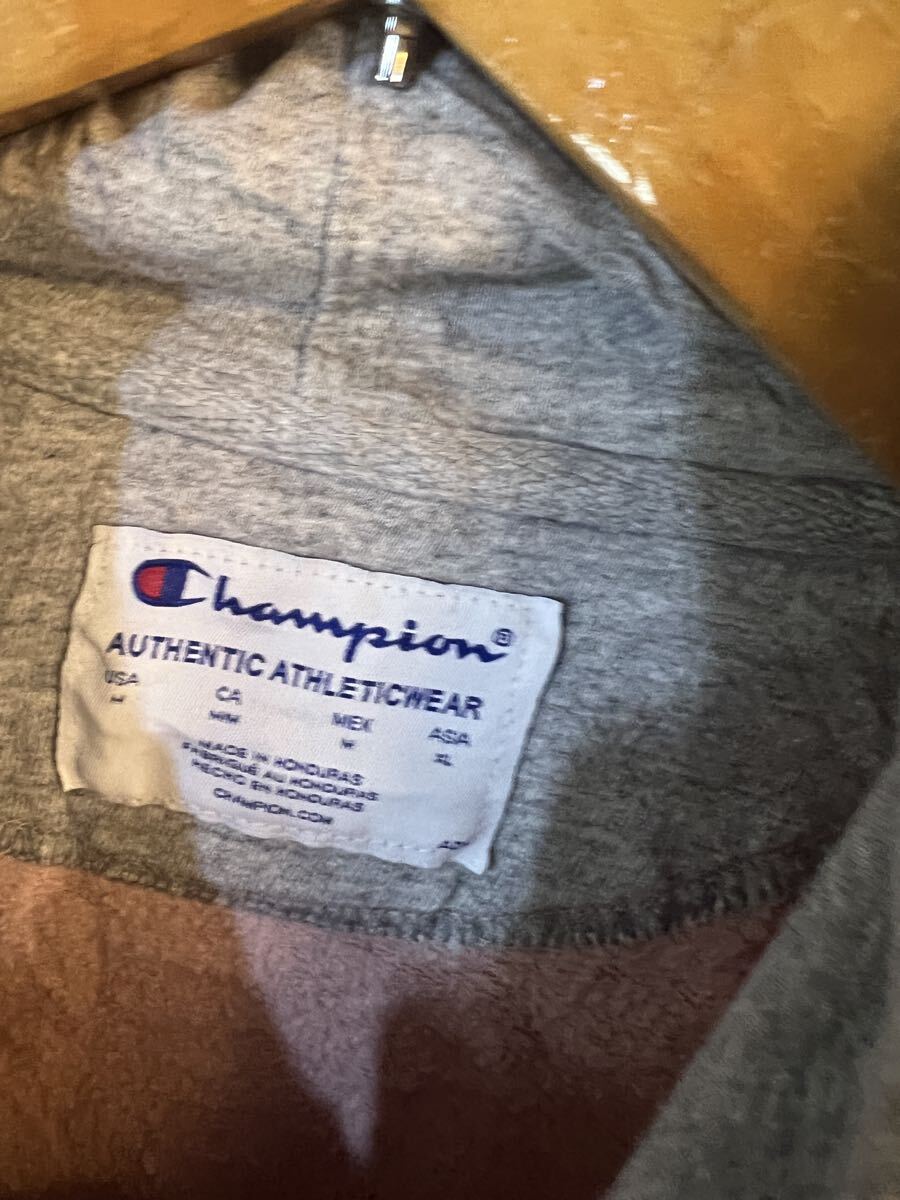 Champion®
AUTHENTIC ATHLETICWEAR
USA CA MEX ASIA
M M/M M XL
MADE IN HONDURAS
FABRIQUÉ AU HONDURAS
HECHO EN HONDURAS
CHAMPION.COM